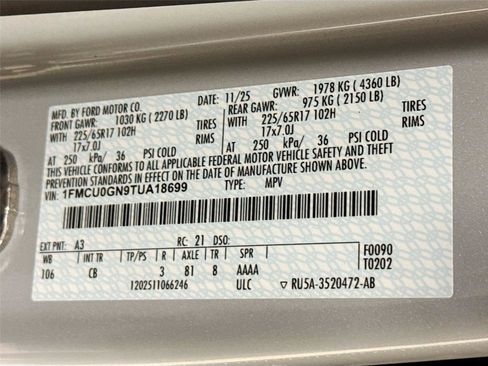 MFD. BY FORD MOTOR CO. DATE: 11/25 GVWR: 1978 KG ( 4360 LB)
FRONT GAWR: 1030 KG ( 2270 LB) REAR GAWR: 975 KG ( 2150 LB)
WITH 225/65R17 102H TIRES WITH 225/65R17 102H TIRES
17x7.0J RIMS 17x7.0J RIMS
AT 250 kPa/ 36 PSI COLD AT 250 kPa/ 36 PSI COLD
THIS VEHICLE CONFORMS TO ALL APPLICABLE FEDERAL MOTOR VEHICLE SAFETY AND THEFT
PREVENTION STANDARDS IN EFFECT ON THE DATE OF MANUFACTURE SHOWN ABOVE.
VIN: 1FMCU0GN9TUA18699 TYPE: MPV
EXT PNT: A3 RC: 21 DSO: F0090
WB INT TR TP/PS R AXLE TR SPR T0202
106 CB 3 81 8 AAAA
1202511066246 ULC ▽ RU5A-3520472-AB